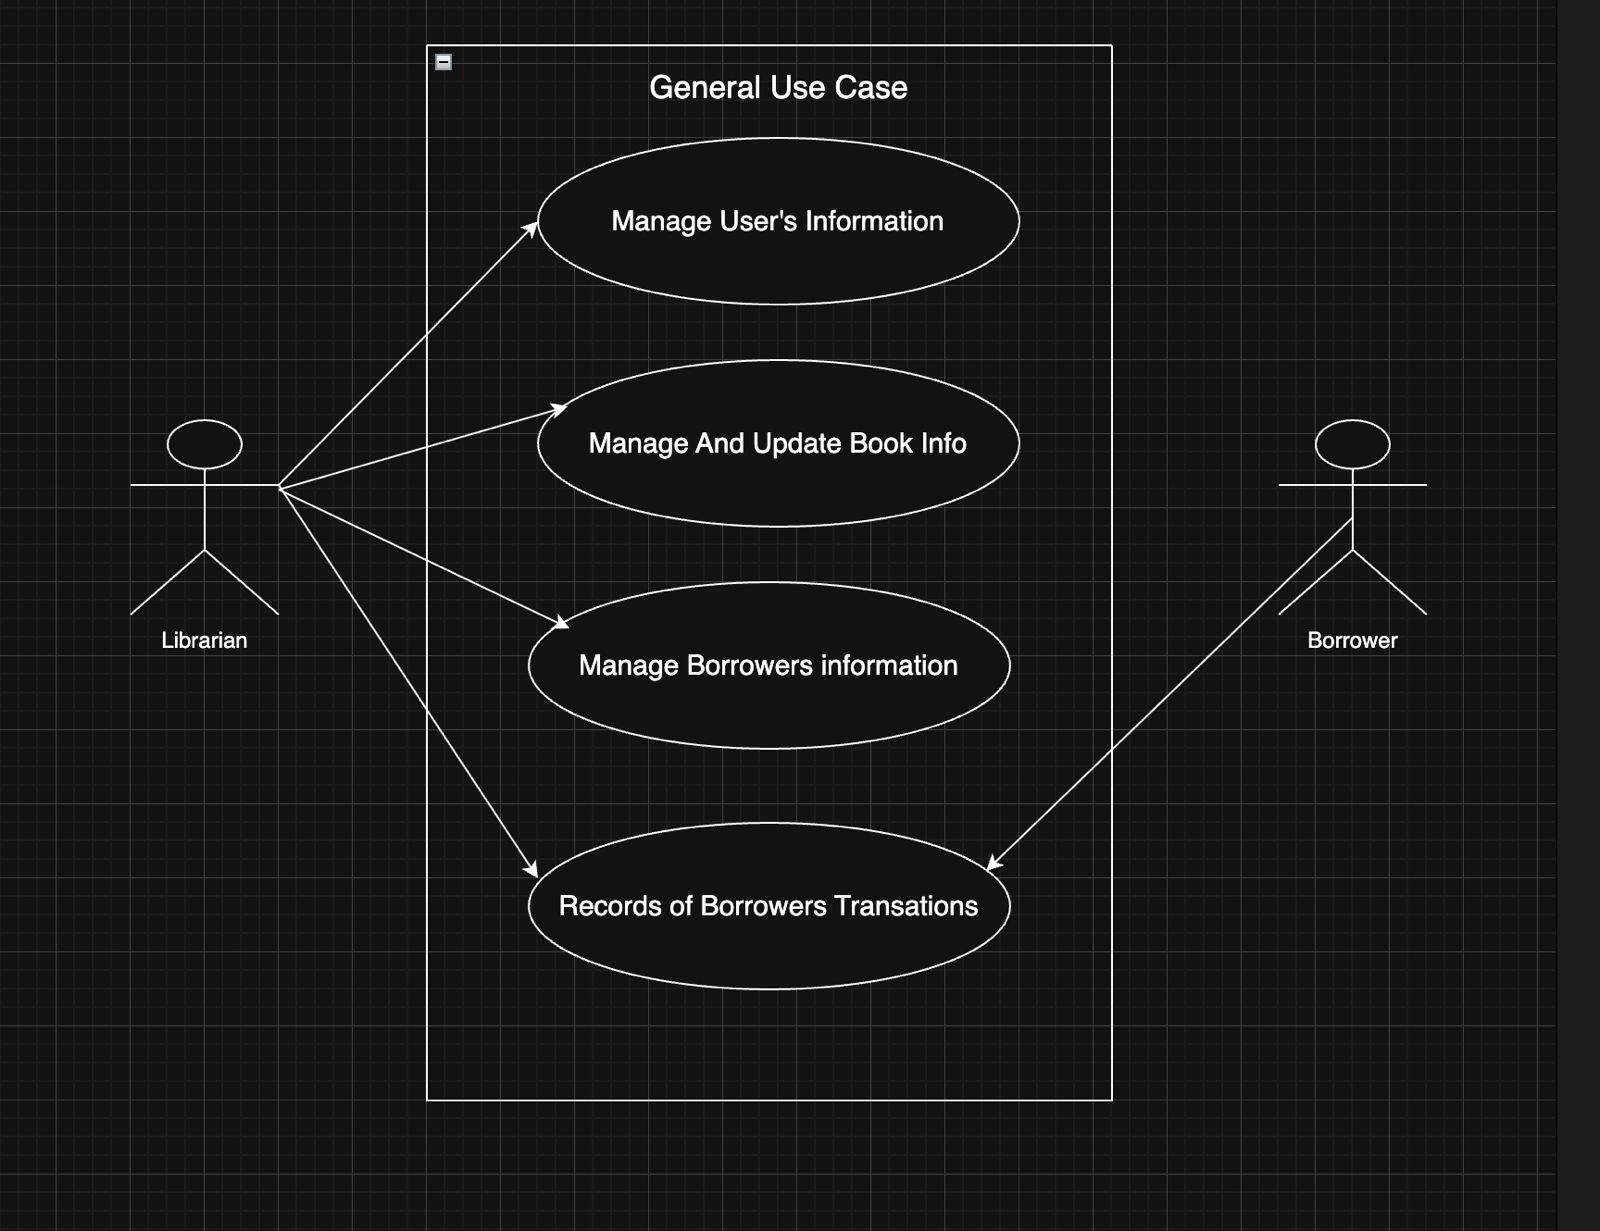 General Use Case
Manage User's Information
Manage And Update Book Info
Librarian
Borrower
Manage Borrowers information
Records of Borrowers Transations